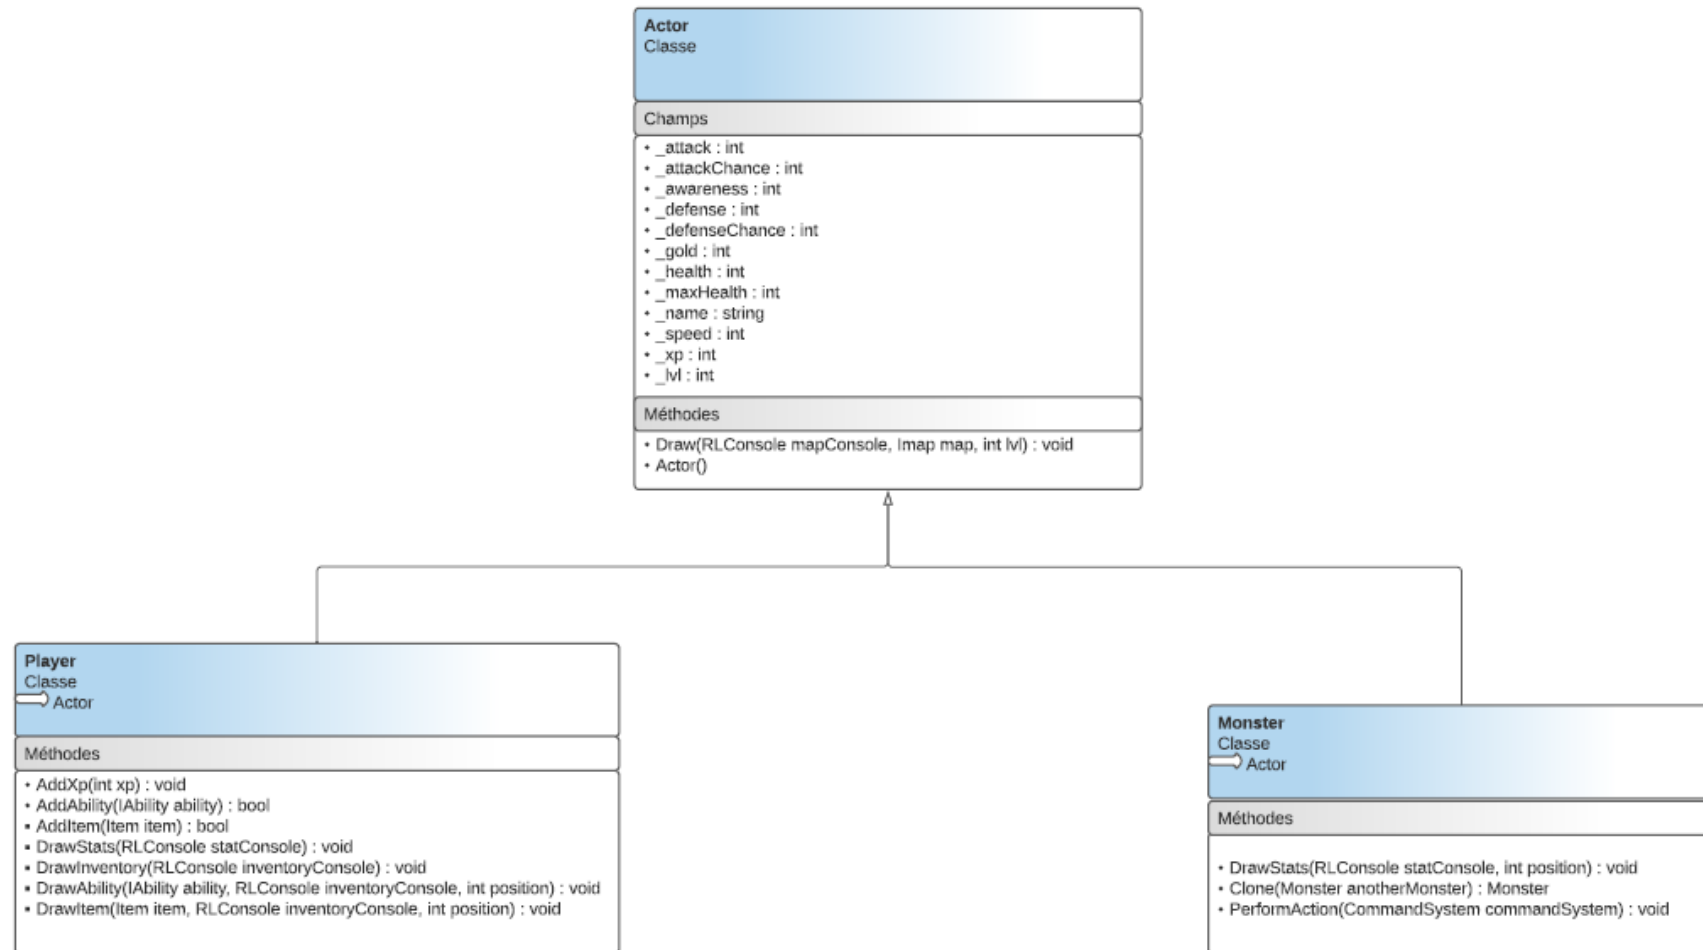 Actor
Classe
Champs
• _attack : int
• _attackChance : int
• _awareness : int
• _defense : int
• _defenseChance : int
• _gold : int
• _health : int
• _maxHealth : int
• _name : string
• _speed : int
• _xp : int
• _lvl : int
Méthodes
• Draw(RLConsole mapConsole, Imap map, int lvl) : void
• Actor()
Player
Classe
Actor
Méthodes
• AddXp(int xp) : void
• AddAbility(IAbility ability) : bool
▪ AddItem(Item item) : bool
▪ DrawStats(RLConsole statConsole) : void
▪ DrawInventory(RLConsole inventoryConsole) : void
▪ DrawAbility(IAbility ability, RLConsole inventoryConsole, int position) : void
▪ DrawItem(Item item, RLConsole inventoryConsole, int position) : void
Monster
Classe
Actor
Méthodes
• DrawStats(RLConsole statConsole, int position) : void
• Clone(Monster anotherMonster) : Monster
• PerformAction(CommandSystem commandSystem) : void